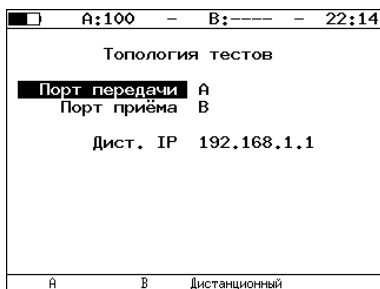 A:100 – B:---- – 22:14
Топология тестов
Порт передачи A
Порт приёма B
Дист. IP 192.168.1.1
A B Дистанционный